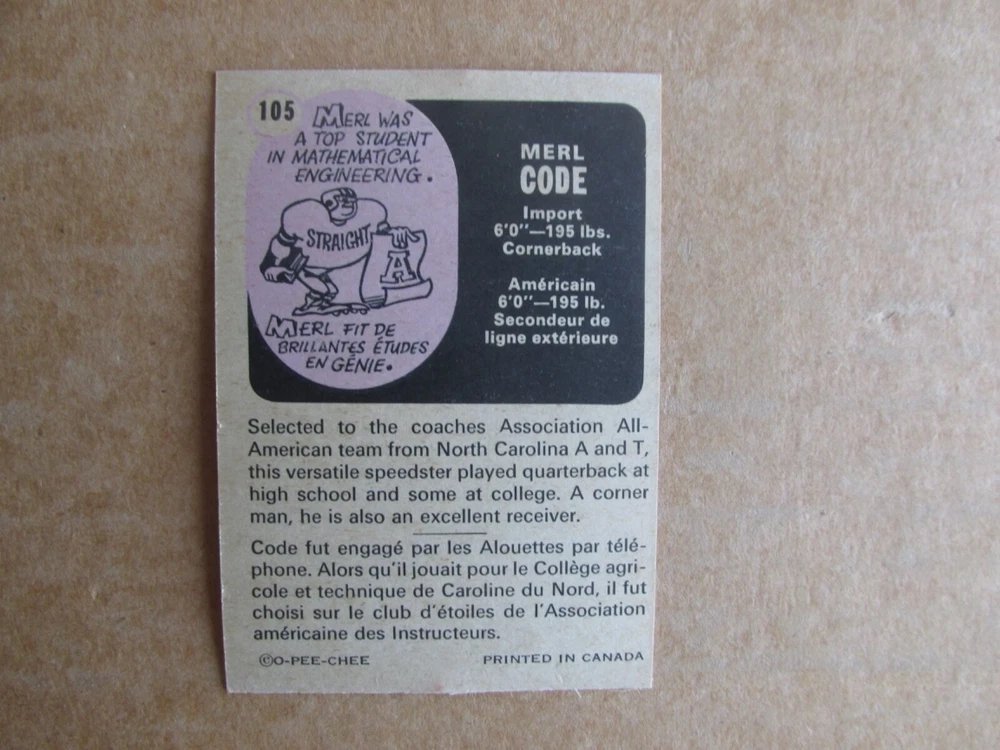 105
MERL WAS
A TOP STUDENT
IN MATHEMATICAL
ENGINEERING.
STRAIGHT
A
MERL FIT DE
BRILLANTES ÉTUDES
EN GÉNIE.
MERL
CODE
Import
6'0"—195 lbs.
Cornerback
Américain
6'0"—195 lb.
Secondeur de
ligne extérieure
Selected to the coaches Association All-
American team from North Carolina A and T,
this versatile speedster played quarterback at
high school and some at college. A corner
man, he is also an excellent receiver.
Code fut engagé par les Alouettes par télé-
phone. Alors qu'il jouait pour le Collège agri-
cole et technique de Caroline du Nord, il fut
choisi sur le club d'étoiles de l'Association
américaine des Instructeurs.
©O-PEE-CHEE
PRINTED IN CANADA